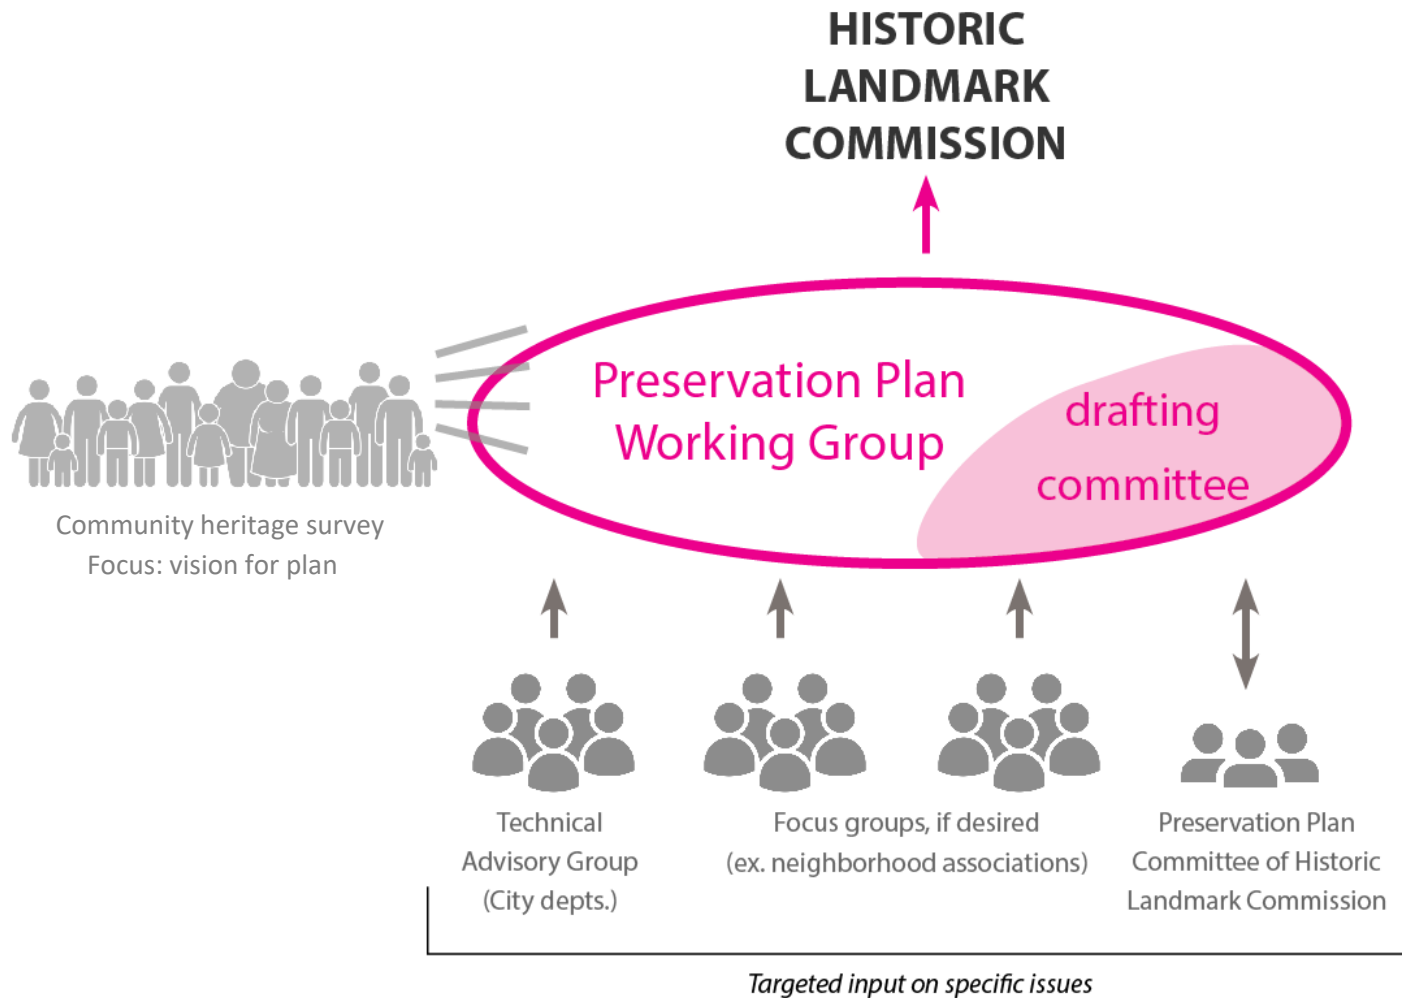 HISTORIC
LANDMARK
COMMISSION
Preservation Plan
Working Group
drafting
committee
Community heritage survey
Focus: vision for plan
Technical
Advisory Group
(City depts.)
Focus groups, if desired
(ex. neighborhood associations)
Preservation Plan
Committee of Historic
Landmark Commission
Targeted input on specific issues